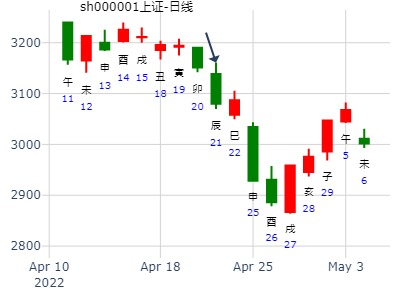 sh000001上证-日线
3200
3100
3000
2900
2800
午
11
未
12
申
13
酉
14
戌
15
丑
18
寅
19
卯
20
辰
21
巳
22
申
25
酉
26
戌
27
亥
28
子
29
午
5
未
6
Apr 10
2022
Apr 18
Apr 25
May 3